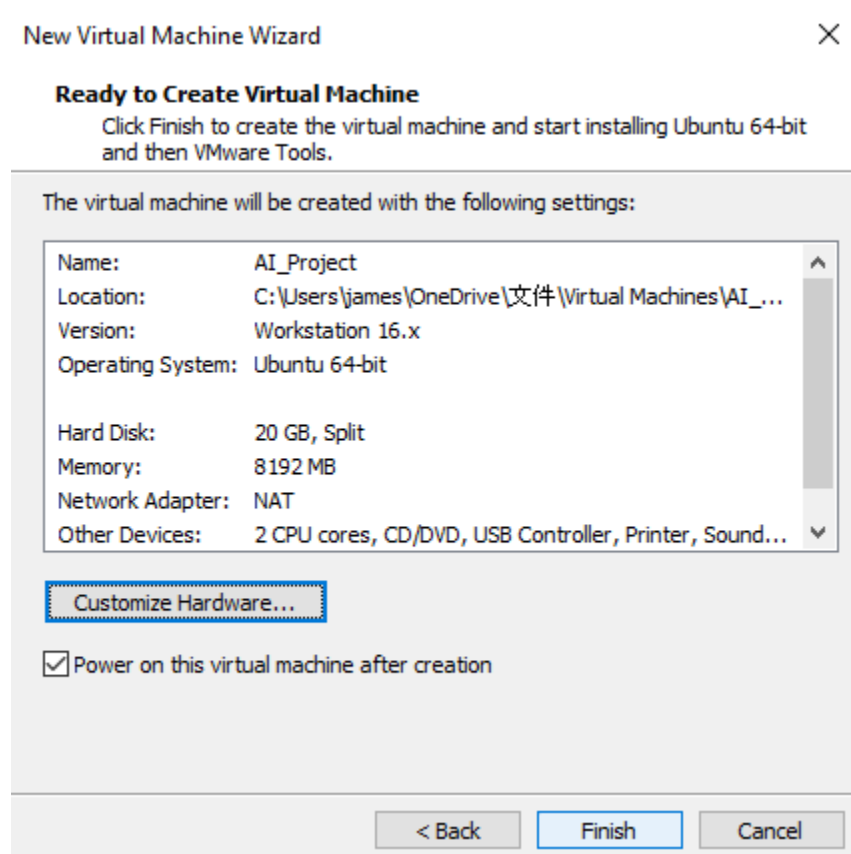 New Virtual Machine Wizard
Ready to Create Virtual Machine
Click Finish to create the virtual machine and start installing Ubuntu 64-bit
and then VMware Tools.
The virtual machine will be created with the following settings:
Name: AI_Project
Location: C:\Users\james\OneDrive\文件\Virtual Machines\AI_...
Version: Workstation 16.x
Operating System: Ubuntu 64-bit
Hard Disk: 20 GB, Split
Memory: 8192 MB
Network Adapter: NAT
Other Devices: 2 CPU cores, CD/DVD, USB Controller, Printer, Sound...
Customize Hardware...
Power on this virtual machine after creation
< Back Finish Cancel